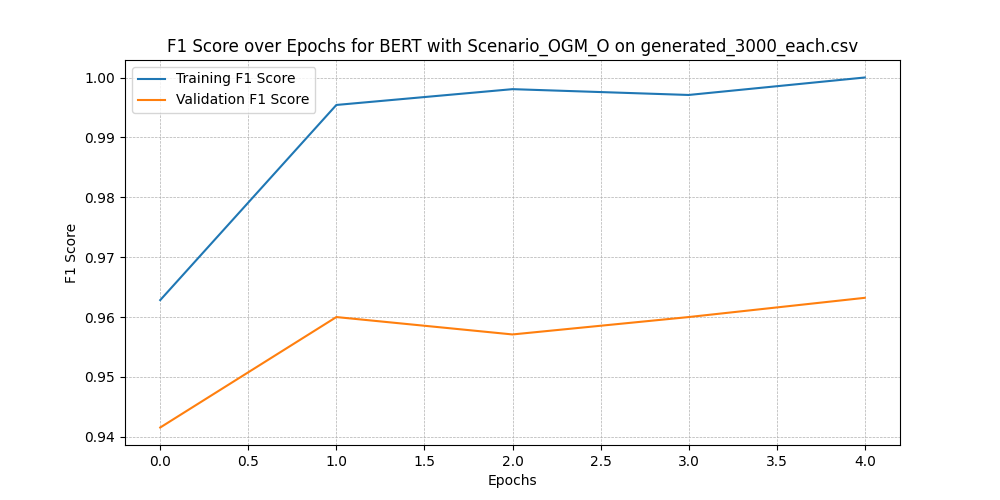 F1 Score over Epochs for BERT with Scenario_OGM_O on generated_3000_each.csv
Training F1 Score
Validation F1 Score
1.00
0.99
0.98
0.97
0.96
0.95
0.94
F1 Score
0.0 0.5 1.0 1.5 2.0 2.5 3.0 3.5 4.0
Epochs